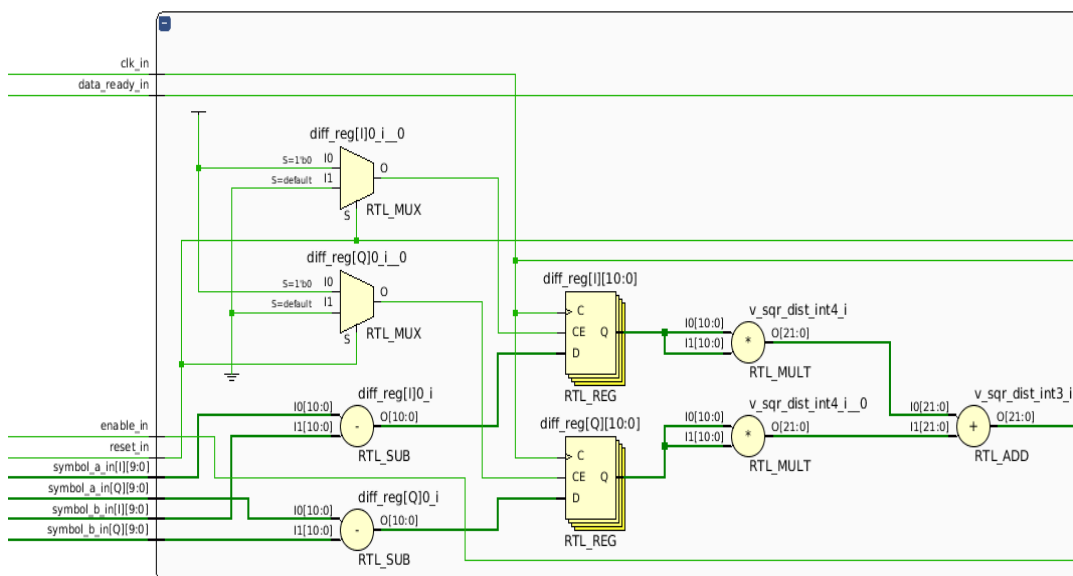 clk_in
data_ready_in
diff_reg[I]0_i__0
S=1'b0 I0
S=default I1
O
S
RTL_MUX
diff_reg[Q]0_i__0
S=1'b0 I0
S=default I1
O
S
RTL_MUX
diff_reg[I][10:0]
C
CE
D
Q
RTL_REG
v_sqr_dist_int4_i
I0[10:0]
I1[10:0]
*
O[21:0]
RTL_MULT
diff_reg[I]0_i
I0[10:0]
I1[10:0]
-
O[10:0]
RTL_SUB
diff_reg[Q][10:0]
C
CE
D
Q
RTL_REG
v_sqr_dist_int4_i__0
I0[10:0]
I1[10:0]
*
O[21:0]
RTL_MULT
v_sqr_dist_int3_i
I0[21:0]
I1[21:0]
+
O[21:0]
RTL_ADD
enable_in
reset_in
symbol_a_in[I][9:0]
symbol_a_in[Q][9:0]
symbol_b_in[I][9:0]
symbol_b_in[Q][9:0]
diff_reg[Q]0_i
I0[10:0]
I1[10:0]
-
O[10:0]
RTL_SUB